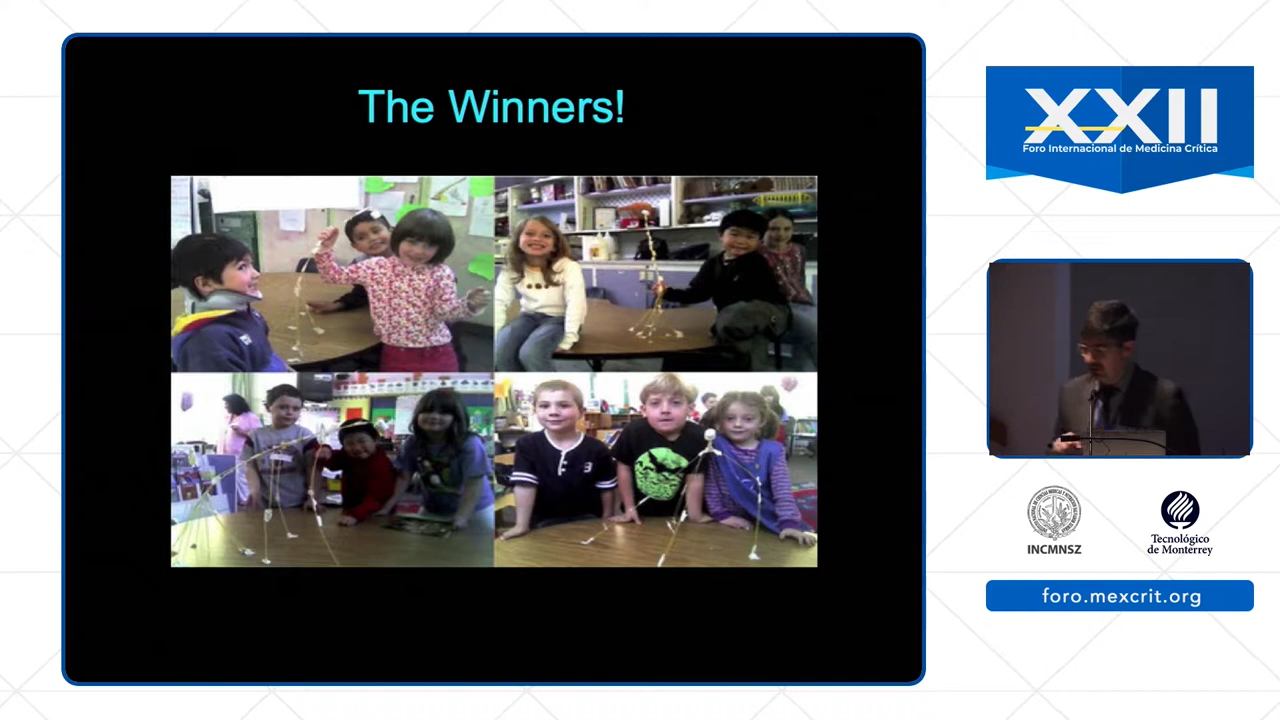 The Winners!
XXII
Foro Internacional de Medicina Crítica
INCMNSZ
Tecnológico
de Monterrey
foro.mexcrit.org